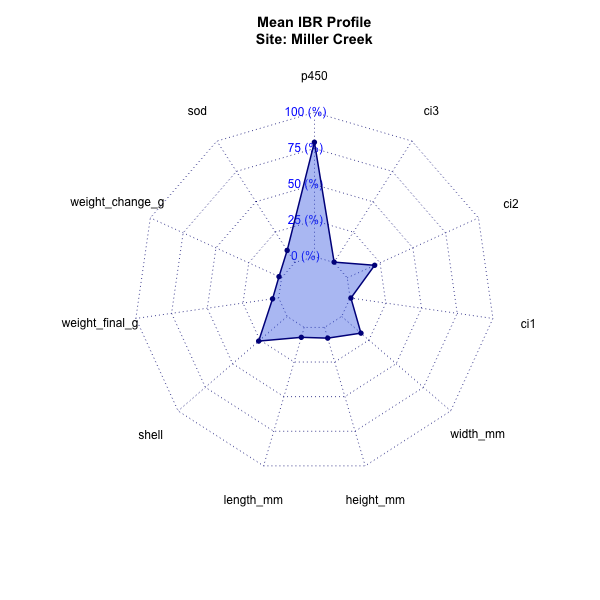 Mean IBR Profile
Site: Miller Creek
p450
sod
ci3
100 (%)
75 (%)
50 (%)
25 (%)
0 (%)
weight_change_g
ci2
weight_final_g
ci1
shell
width_mm
length_mm
height_mm